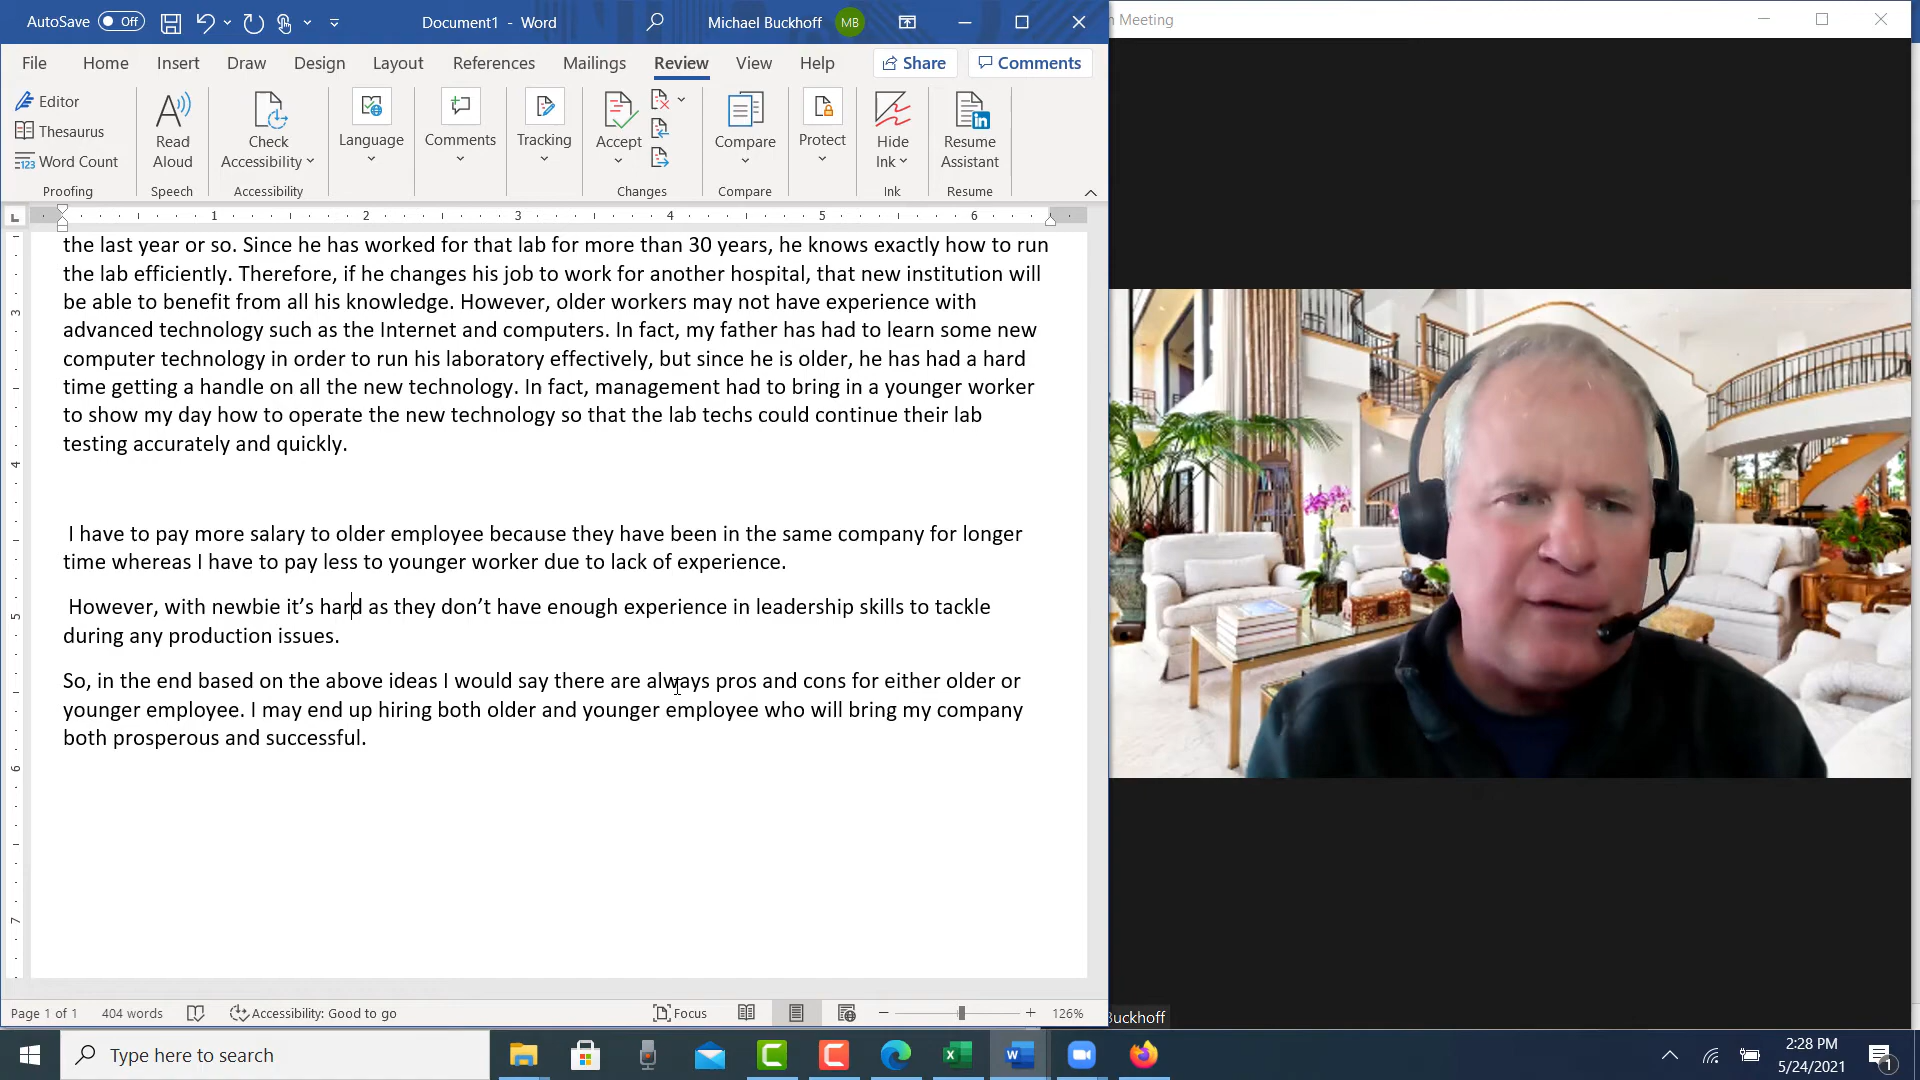 AutoSave Off Document1 - Word Michael Buckhoff MB
n Meeting
File Home Insert Draw Design Layout References Mailings Review View Help Share Comments
Editor
Thesaurus
Word Count
Proofing
Read Aloud
Speech
Check Accessibility
Accessibility
Language
Comments
Tracking
Accept
Changes
Compare
Compare
Protect
Hide Ink
Ink
Resume Assistant
Resume
1 2 3 4 5 6
the last year or so. Since he has worked for that lab for more than 30 years, he knows exactly how to run
the lab efficiently. Therefore, if he changes his job to work for another hospital, that new institution will
be able to benefit from all his knowledge. However, older workers may not have experience with
advanced technology such as the Internet and computers. In fact, my father has had to learn some new
computer technology in order to run his laboratory effectively, but since he is older, he has had a hard
time getting a handle on all the new technology. In fact, management had to bring in a younger worker
to show my day how to operate the new technology so that the lab techs could continue their lab
testing accurately and quickly.
I have to pay more salary to older employee because they have been in the same company for longer
time whereas I have to pay less to younger worker due to lack of experience.
However, with newbie it’s hard as they don’t have enough experience in leadership skills to tackle
during any production issues.
So, in the end based on the above ideas I would say there are always pros and cons for either older or
younger employee. I may end up hiring both older and younger employee who will bring my company
both prosperous and successful.
3
4
5
6
7
Page 1 of 1 404 words Accessibility: Good to go Focus 126%
Buckhoff
Type here to search
2:28 PM
5/24/2021
1